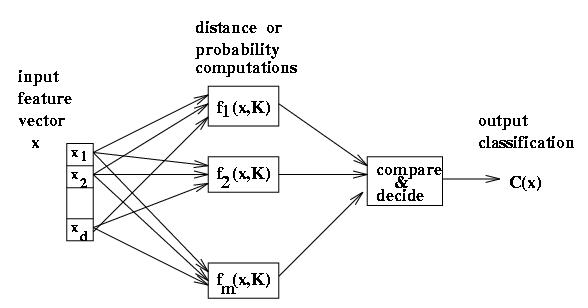 distance or
probability
computations
input
feature
vector
x
x1
x2
xd
f1(x,K)
f2(x,K)
fm(x,K)
compare
&
decide
output
classification
C(x)